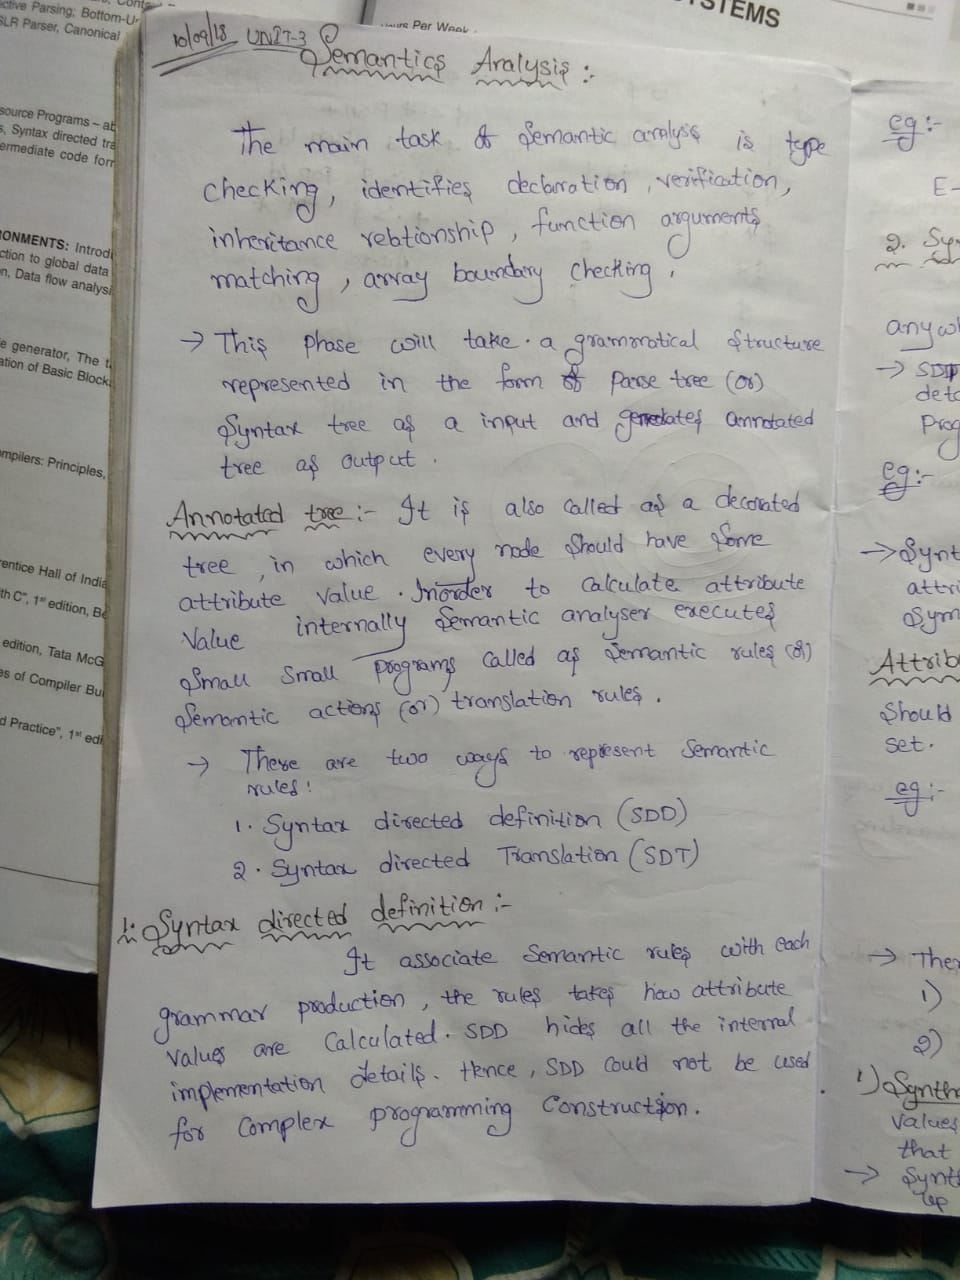 ctive Parsing, Bottom-Up
SLR Parser, Canonical
source Programs – ab
s, Syntax directed tra
ermediate code form
RONMENTS: Introdu
ction to global data
n, Data flow analysi
e generator, The t
ation of Basic Block
ompilers: Principles,
rentice Hall of India
ith C", 1st edition, Be
edition, Tata McG
es of Compiler Bui
d Practice", 1st edi
YSTEMS
Hours Per Week
10/09/18 UNIT-3 Semantics Analysis :-
The main task of Semantic analysis is type
checking, identifies declaration, verification,
inheritance relationship, function arguments
matching, array boundary checking.
→ This phase will take a grammatical structure
represented in the form of parse tree (or)
Syntax tree as a input and generates annotated
tree as output.
Annotated tree :- It is also called as a decorated
tree, in which every node should have some
attribute value. Inorder to calculate attribute
value internally Semantic analyser executes
small small programs called as semantic rules (or)
Semantic actions (or) translation rules.
→ There are two ways to represent Semantic
rules:
1. Syntax directed definition (SDD)
2. Syntax directed Translation (SDT)
1. Syntax directed definition :-
It associate Semantic rules with each
grammar production, the rules takes how attribute
values are calculated. SDD hides all the internal
implementation details. Hence, SDD could not be used
for complex programming construction.
eg :-
E-
2. Syn
anywh
→ SDT
deta
prog
eg:-
→ Synt
attri
Sym
Attrib
Should
set.
eg :-
→ Ther
1)
2)
1) Synthe
values
that
→ Synt